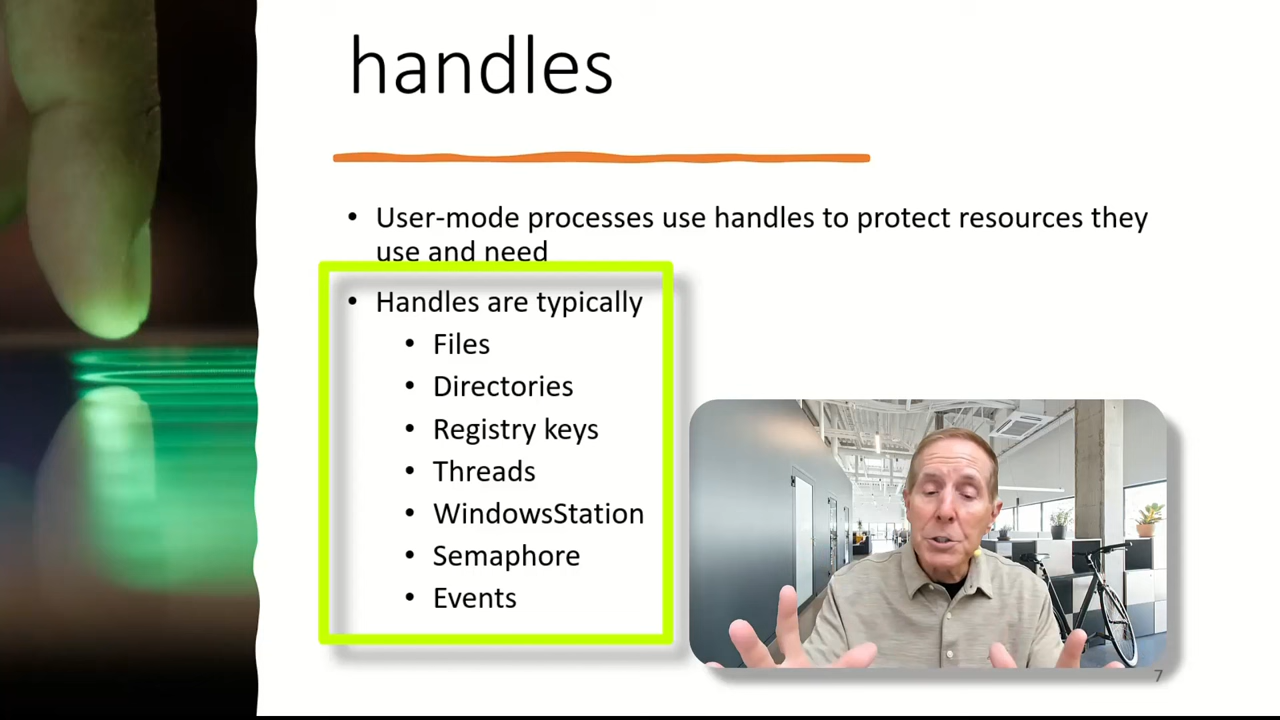 handles
• User-mode processes use handles to protect resources they
use and need
• Handles are typically
• Files
• Directories
• Registry keys
• Threads
• WindowsStation
• Semaphore
• Events
7